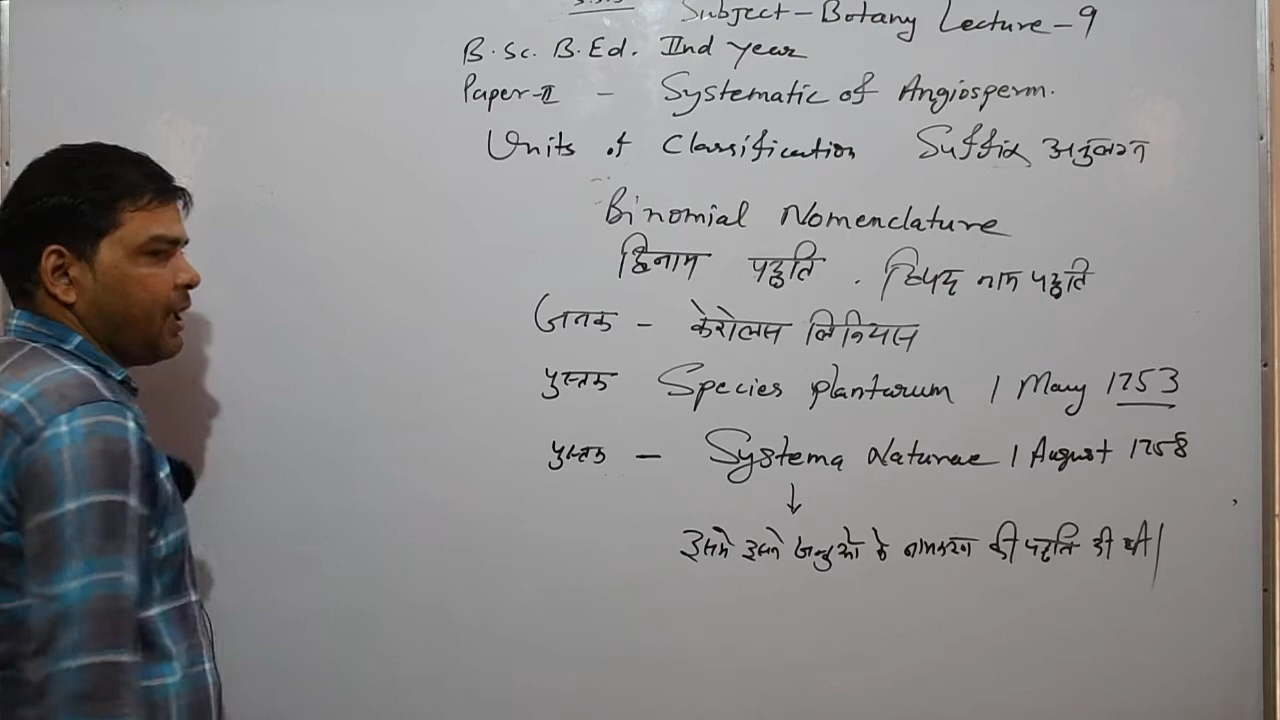 Subject - Botany Lecture - 9
B.Sc. B.Ed. IInd year
Paper-II - Systematic of Angiosperm.
Units of Classification Suffix अनुलग्न
Binomial Nomenclature
द्विनाम पद्धति . द्विपद नाम पद्धति
जनक - केरोलस लिनियस
पुस्तक Species plantarum 1 May 1753
पुस्तक - Systema Naturae 1 August 1758
↓
इसमे इसने जन्तुओ के नामकरण की पद्धति दी थी|